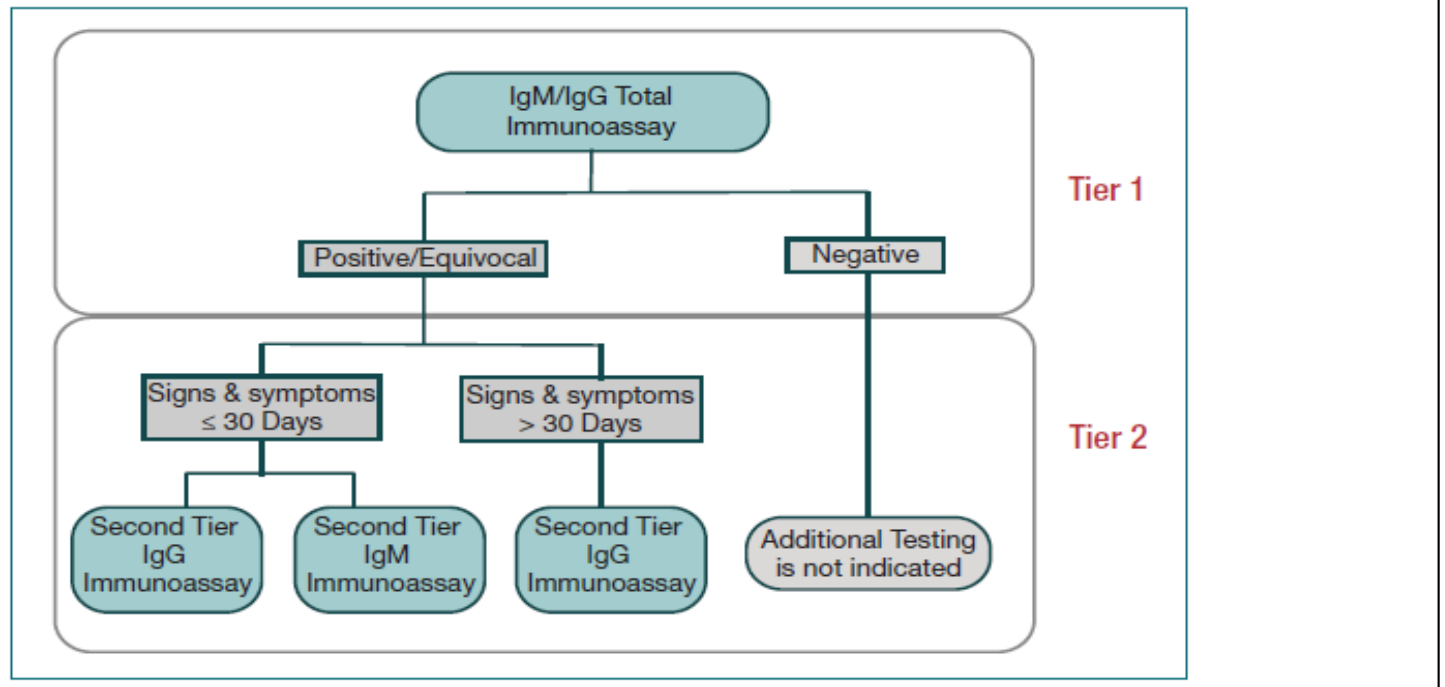 IgM/IgG Total
Immunoassay
Tier 1
Positive/Equivocal
Negative
Signs & symptoms
≤ 30 Days
Signs & symptoms
> 30 Days
Tier 2
Second Tier
IgG
Immunoassay
Second Tier
IgM
Immunoassay
Second Tier
IgG
Immunoassay
Additional Testing
is not indicated